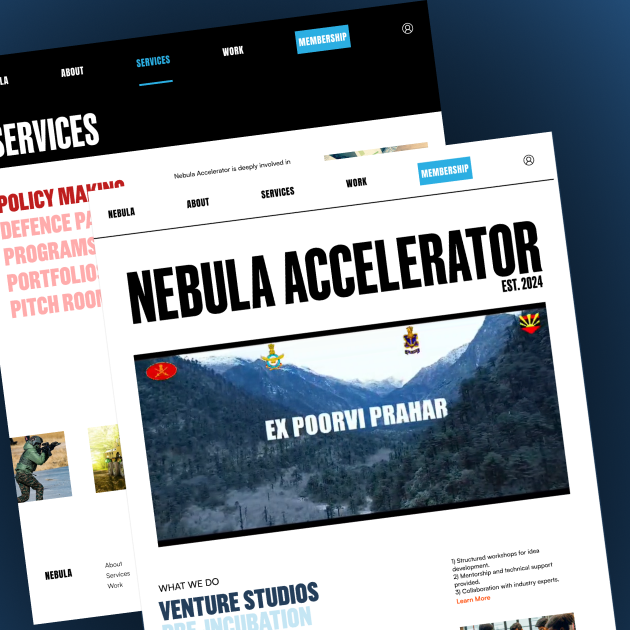 ABOUT
SERVICES
WORK
MEMBERSHIP
SERVICES
Nebula Accelerator is deeply involved in
POLICY MAKING
DEFENCE
PROGRAMS
PORTFOLIO
PITCH ROOM
NEBULA
About
Services
Work
NEBULA
ABOUT
SERVICES
WORK
MEMBERSHIP
NEBULA ACCELERATOR
EST. 2024
EX POORVI PRAHAR
WHAT WE DO
VENTURE STUDIOS
PRE-INCUBATION
1) Structured workshops for idea
development.
2) Mentorship and technical support
provided.
3) Collaboration with industry experts.
Learn More